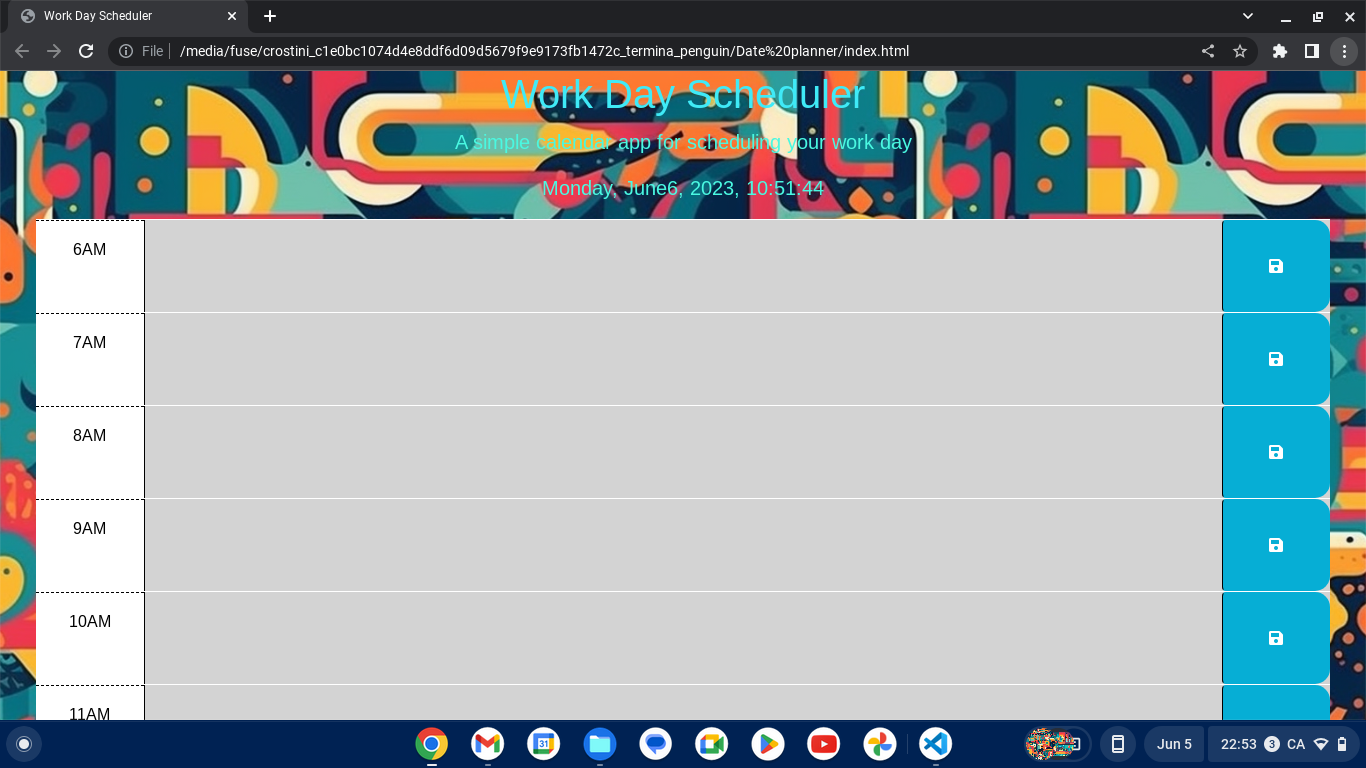 Work Day Scheduler
File
/media/fuse/crostini_c1e0bc1074d4e8ddf6d09d5679f9e9173fb1472c_termina_penguin/Date%20planner/index.html
Work Day Scheduler
A simple calendar app for scheduling your work day
Monday, June6, 2023, 10:51:44
6AM
7AM
8AM
9AM
10AM
11AM
31
Jun 5
22:53
3
CA